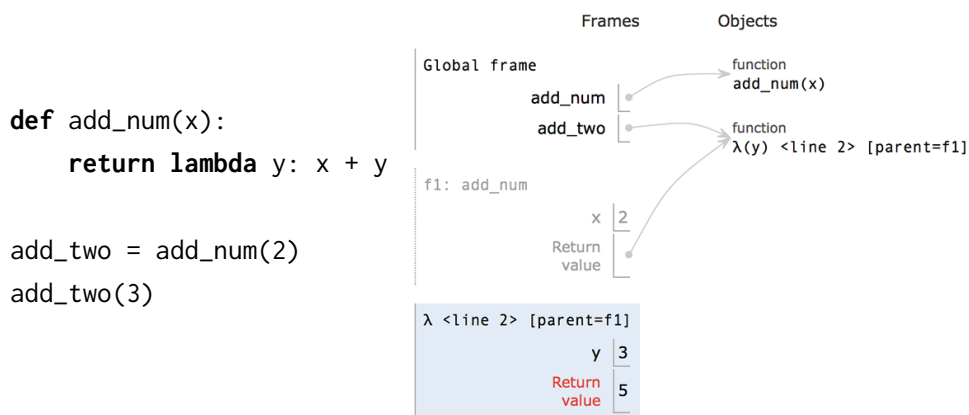 def add_num(x):
    return lambda y: x + y
add_two = add_num(2)
add_two(3)
Frames
Objects
Global frame
add_num
add_two
function
add_num(x)
function
λ(y) <line 2> [parent=f1]
f1: add_num
x 2
Return
value
λ <line 2> [parent=f1]
y 3
Return
value
5